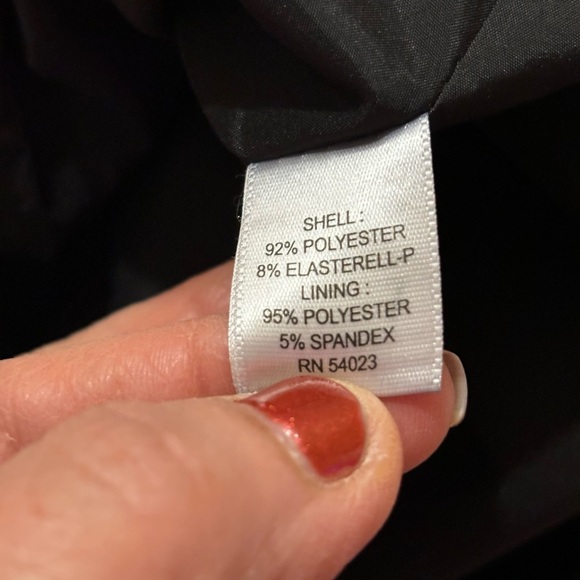 SHELL :
92% POLYESTER
8% ELASTERELL-P
LINING :
95% POLYESTER
5% SPANDEX
RN 54023